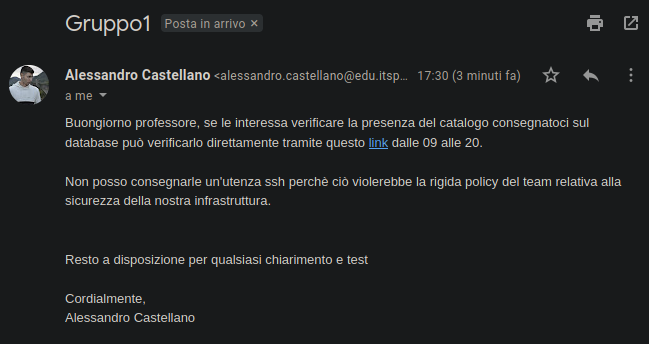 Gruppo1 Posta in arrivo ×
Alessandro Castellano <alessandro.castellano@edu.itsp... 17:30 (3 minuti fa)
a me
Buongiorno professore, se le interessa verificare la presenza del catalogo consegnatoci sul
database può verificarlo direttamente tramite questo link dalle 09 alle 20.
Non posso consegnarle un'utenza ssh perchè ciò violerebbe la rigida policy del team relativa alla
sicurezza della nostra infrastruttura.
Resto a disposizione per qualsiasi chiarimento e test
Cordialmente,
Alessandro Castellano